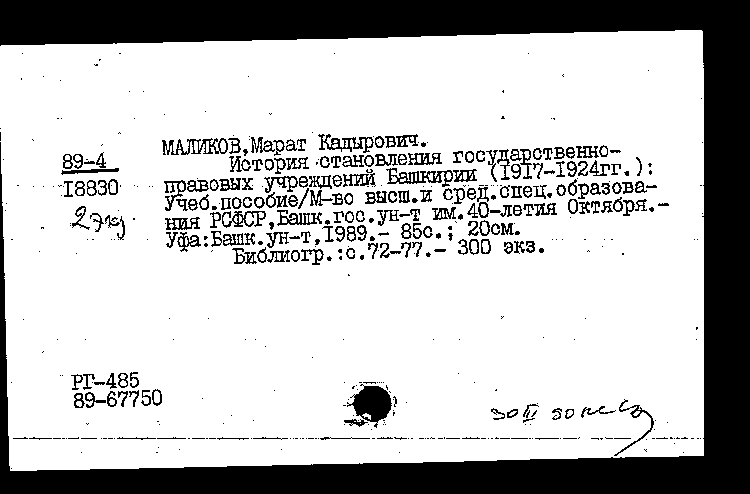 МАЛИКОВ,Марат Кадырович.
История становления государственно-
правовых учреждений Башкирии (1917-1924гг.):
Учеб.пособие/М-во высш.и сред.спец.образова-
ния РСФСР,Башк.гос.ун-т им.40-летия Октября.-
Уфа:Башк.ун-т,1989.- 85с.; 20см.
Библиогр.:с.72-77.- 300 экз.
89-4
18830
2 экз
РГ-485
89-67750